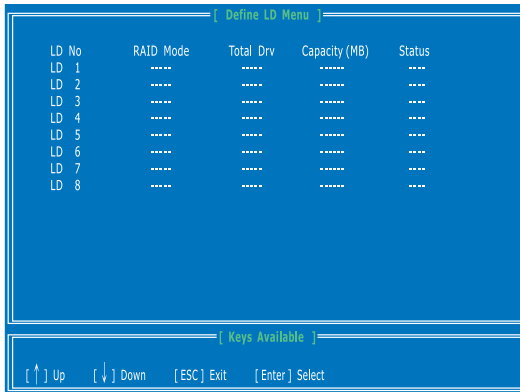 [ Define LD Menu ]
LD No RAID Mode Total Drv Capacity (MB) Status
LD 1 ----- ----- ------ ----
LD 2 ----- ----- ------ ----
LD 3 ----- ----- ------ ----
LD 4 ----- ----- ------ ----
LD 5 ----- ----- ------ ----
LD 6 ----- ----- ------ ----
LD 7 ----- ----- ------ ----
LD 8 ----- ----- ------ ----
[ Keys Available ]
[ ↑ ] Up [ ↓ ] Down [ ESC ] Exit [ Enter ] Select